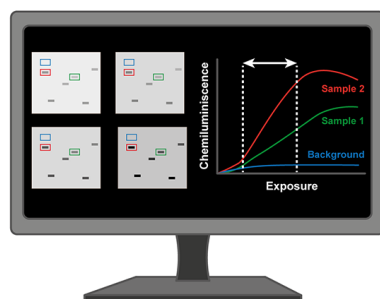 Chemiluminiscence
Sample 2
Sample 1
Background
Exposure